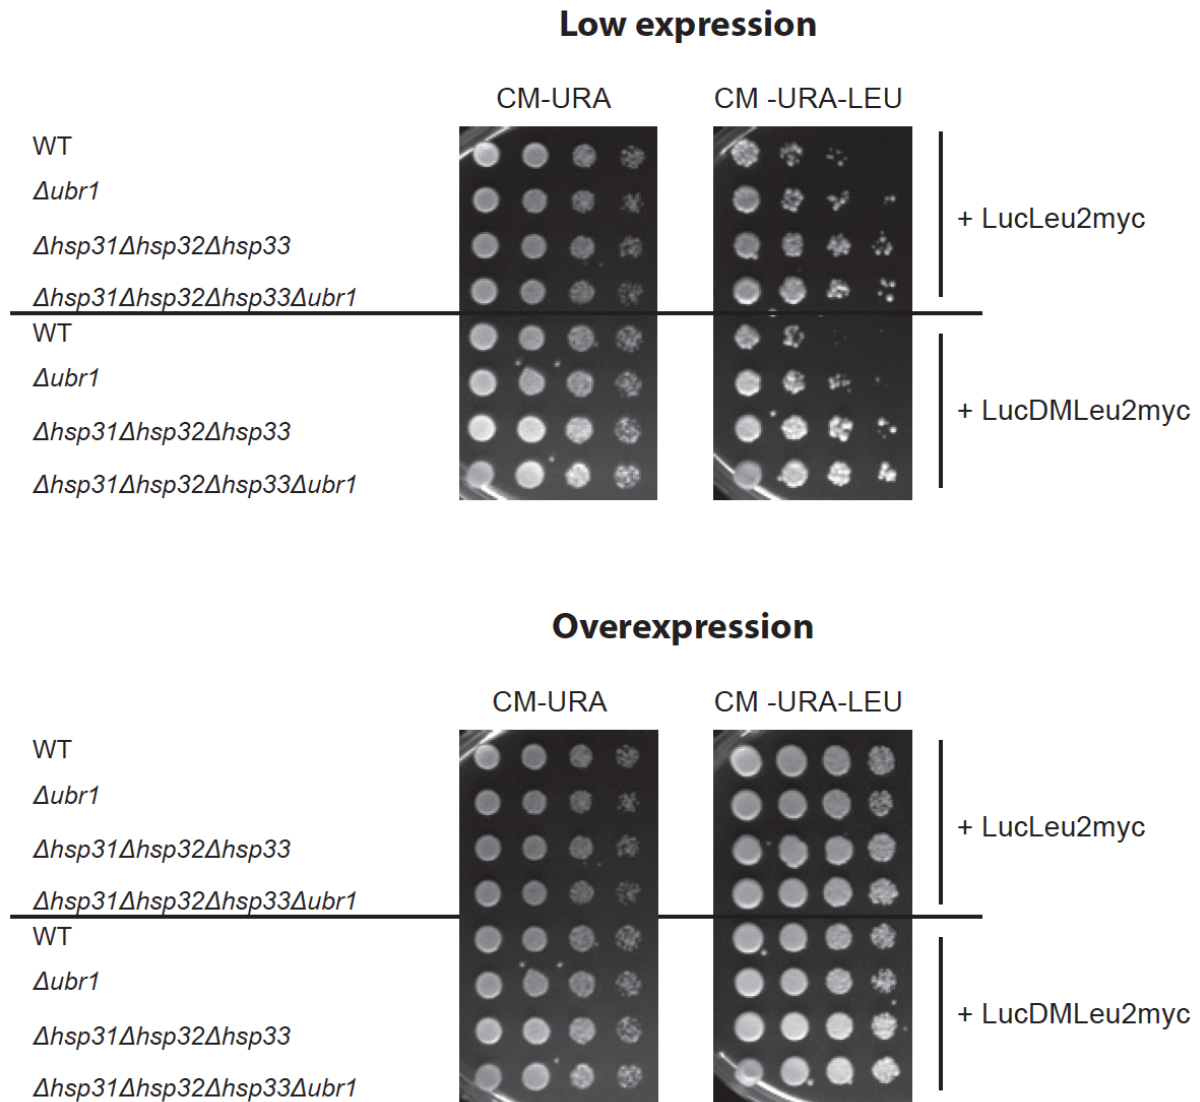 Low expression
CM-URA
CM -URA-LEU
WT
Δubr1
Δhsp31Δhsp32Δhsp33
Δhsp31Δhsp32Δhsp33Δubr1
+ LucLeu2myc
WT
Δubr1
Δhsp31Δhsp32Δhsp33
Δhsp31Δhsp32Δhsp33Δubr1
+ LucDMLeu2myc
Overexpression
CM-URA
CM -URA-LEU
WT
Δubr1
Δhsp31Δhsp32Δhsp33
Δhsp31Δhsp32Δhsp33Δubr1
+ LucLeu2myc
WT
Δubr1
Δhsp31Δhsp32Δhsp33
Δhsp31Δhsp32Δhsp33Δubr1
+ LucDMLeu2myc